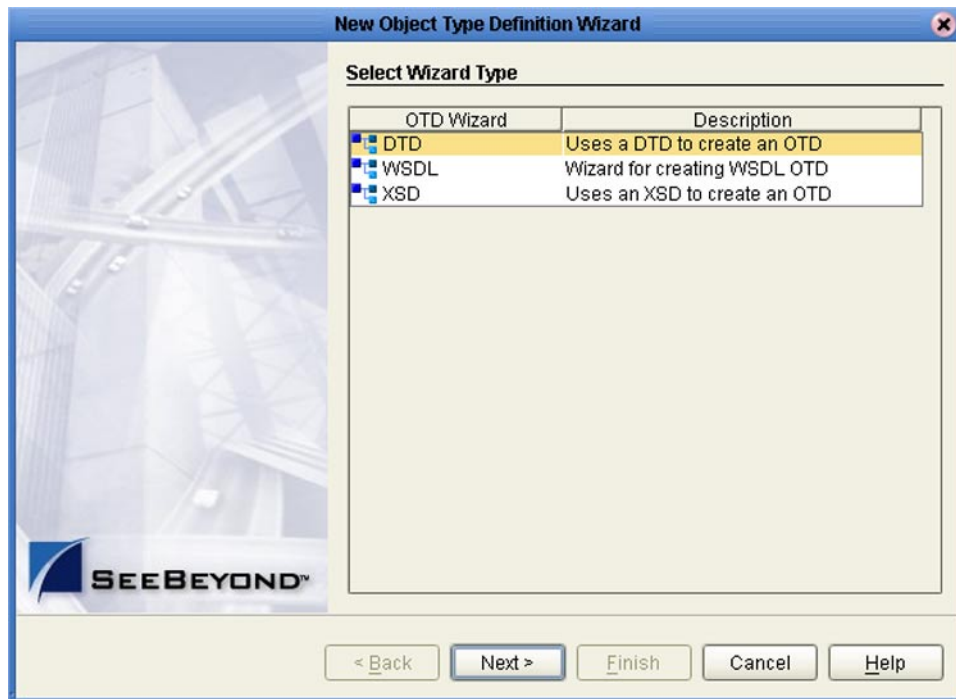 New Object Type Definition Wizard
Select Wizard Type
OTD Wizard Description
DTD Uses a DTD to create an OTD
WSDL Wizard for creating WSDL OTD
XSD Uses an XSD to create an OTD
SEEBEYOND™
< Back Next > Finish Cancel Help